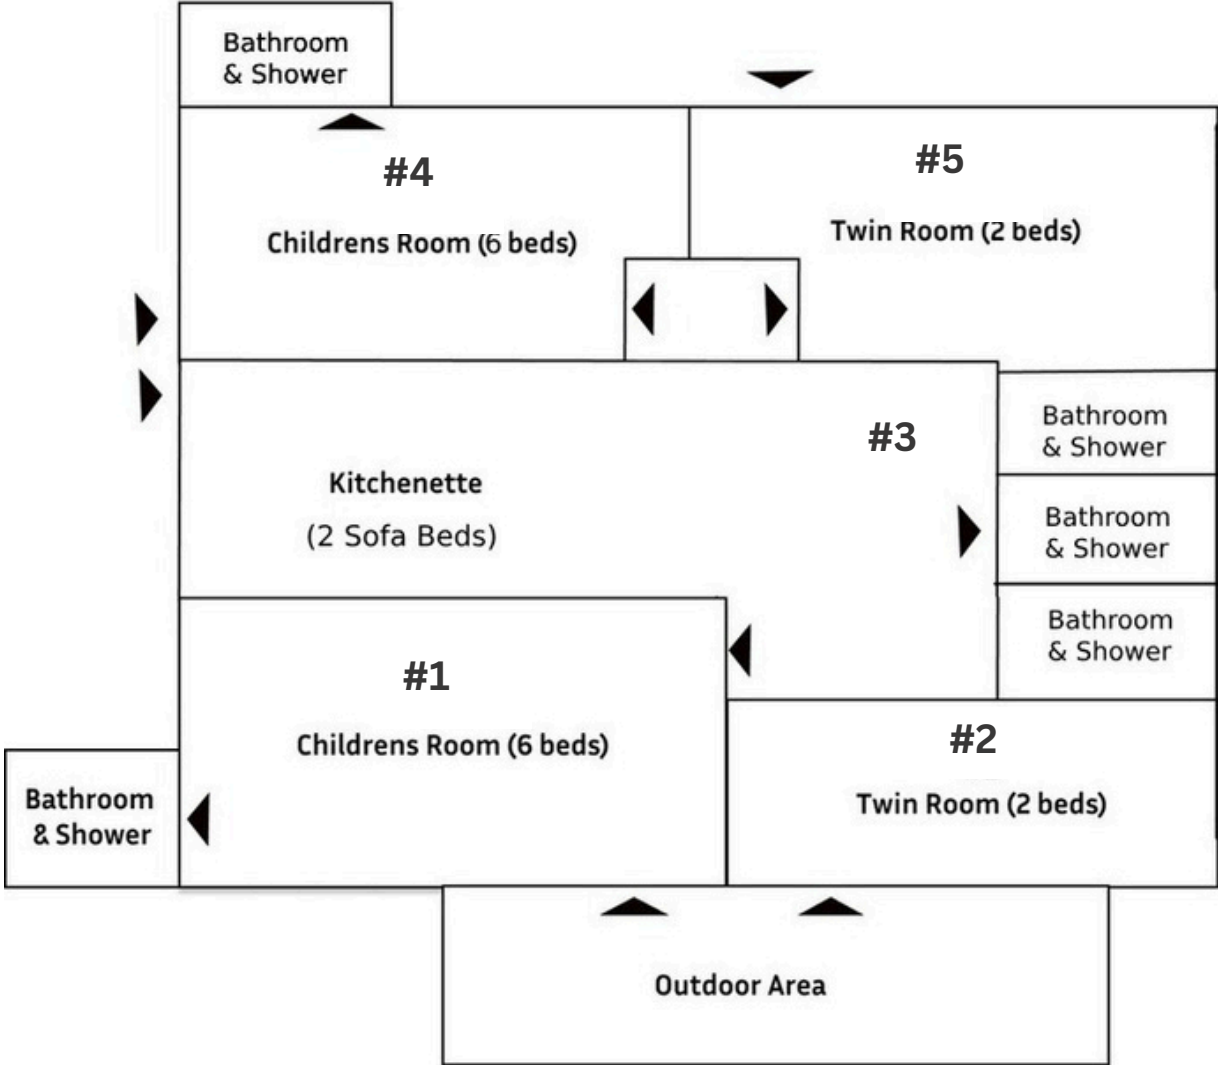 Bathroom
& Shower
#4
Childrens Room (6 beds)
#5
Twin Room (2 beds)
#3
Bathroom
& Shower
Kitchenette
(2 Sofa Beds)
Bathroom
& Shower
Bathroom
& Shower
#1
Childrens Room (6 beds)
#2
Twin Room (2 beds)
Bathroom
& Shower
Outdoor Area